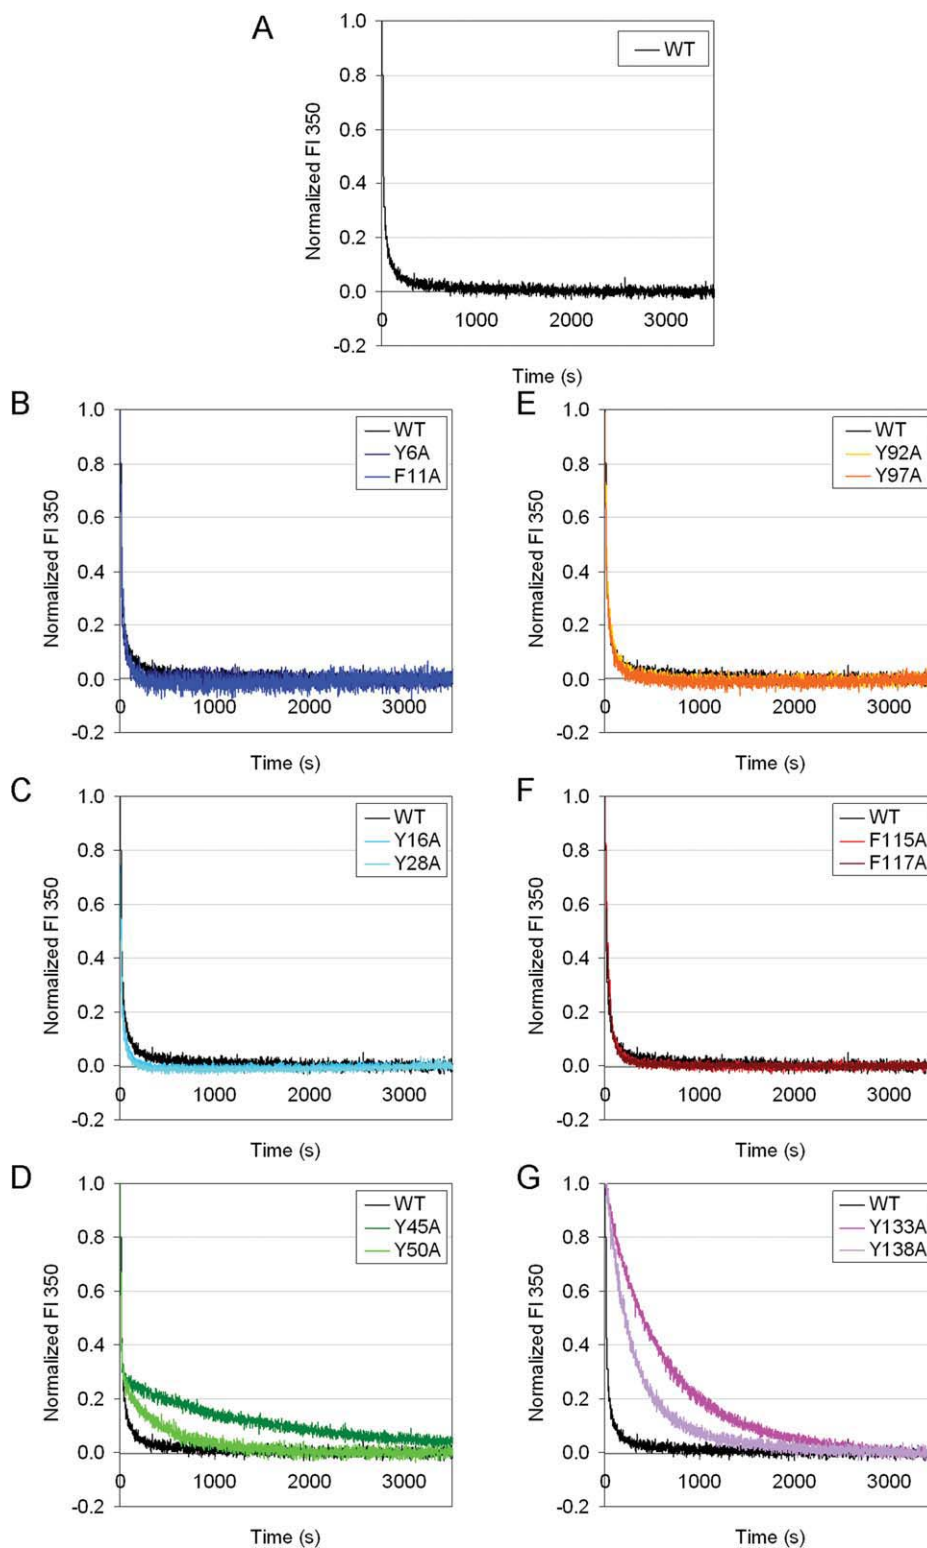 A
1.0
WT
0.8
0.6
0.4
0.2
0.0
-0.2
0 1000 2000 3000
Normalized FI 350
Time (s)
B
1.0
WT
Y6A
F11A
0.8
0.6
0.4
0.2
0.0
-0.2
0 1000 2000 3000
Normalized FI 350
Time (s)
E
1.0
WT
Y92A
Y97A
0.8
0.6
0.4
0.2
0.0
-0.2
0 1000 2000 3000
Normalized FI 350
Time (s)
C
1.0
WT
Y16A
Y28A
0.8
0.6
0.4
0.2
0.0
-0.2
0 1000 2000 3000
Normalized FI 350
Time (s)
F
1.0
WT
F115A
F117A
0.8
0.6
0.4
0.2
0.0
-0.2
0 1000 2000 3000
Normalized FI 350
Time (s)
D
1.0
WT
Y45A
Y50A
0.8
0.6
0.4
0.2
0.0
-0.2
0 1000 2000 3000
Normalized FI 350
Time (s)
G
1.0
WT
Y133A
Y138A
0.8
0.6
0.4
0.2
0.0
-0.2
0 1000 2000 3000
Normalized FI 350
Time (s)